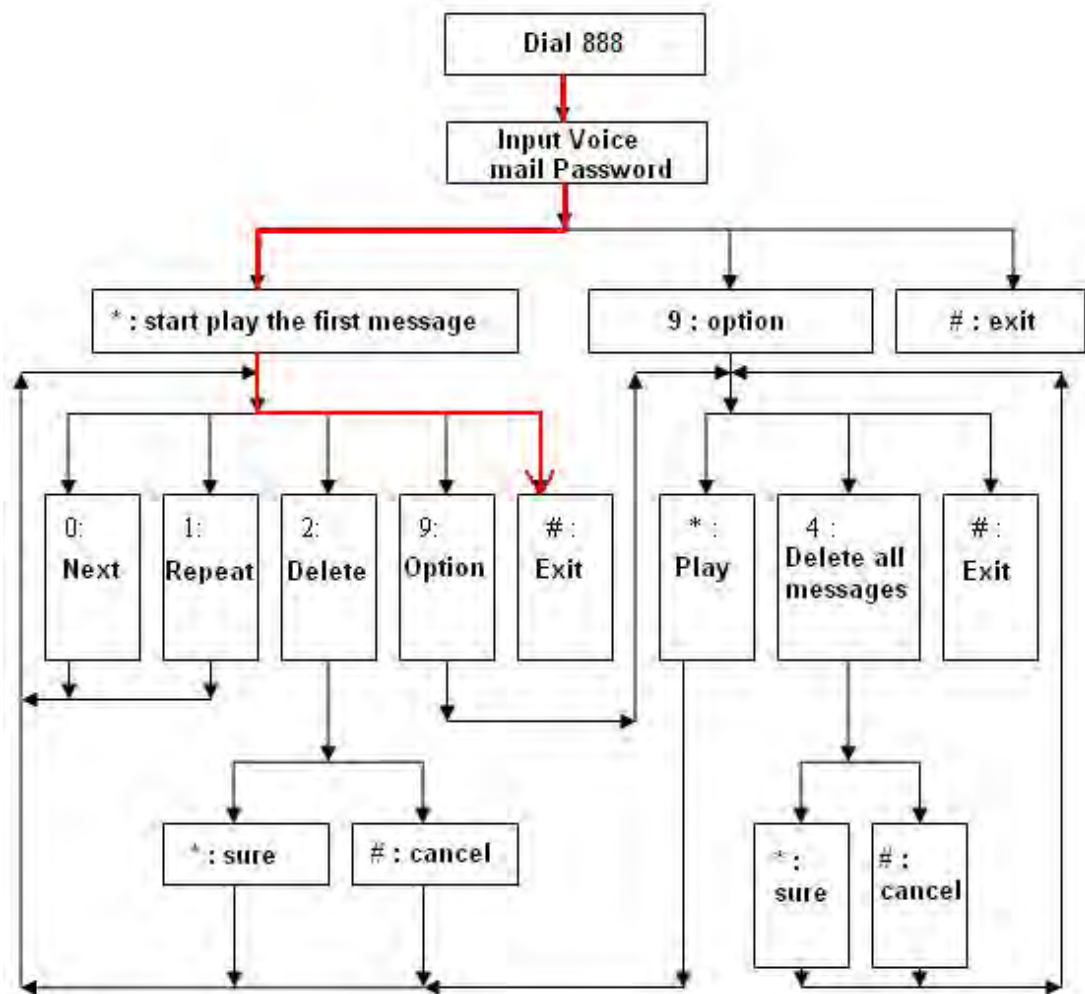 Dial 888
Input Voice
mail Password
* : start play the first message
9 : option
# : exit
0:
Next
1:
Repeat
2:
Delete
9:
Option
# :
Exit
* :
Play
4 :
Delete all
messages
# :
Exit
* : sure
# : cancel
* :
sure
# :
cancel